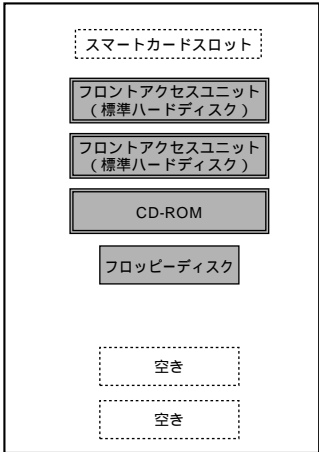 スマートカードスロット
フロントアクセスユニット
（標準ハードディスク）
フロントアクセスユニット
（標準ハードディスク）
CD-ROM
フロッピーディスク
空き
空き